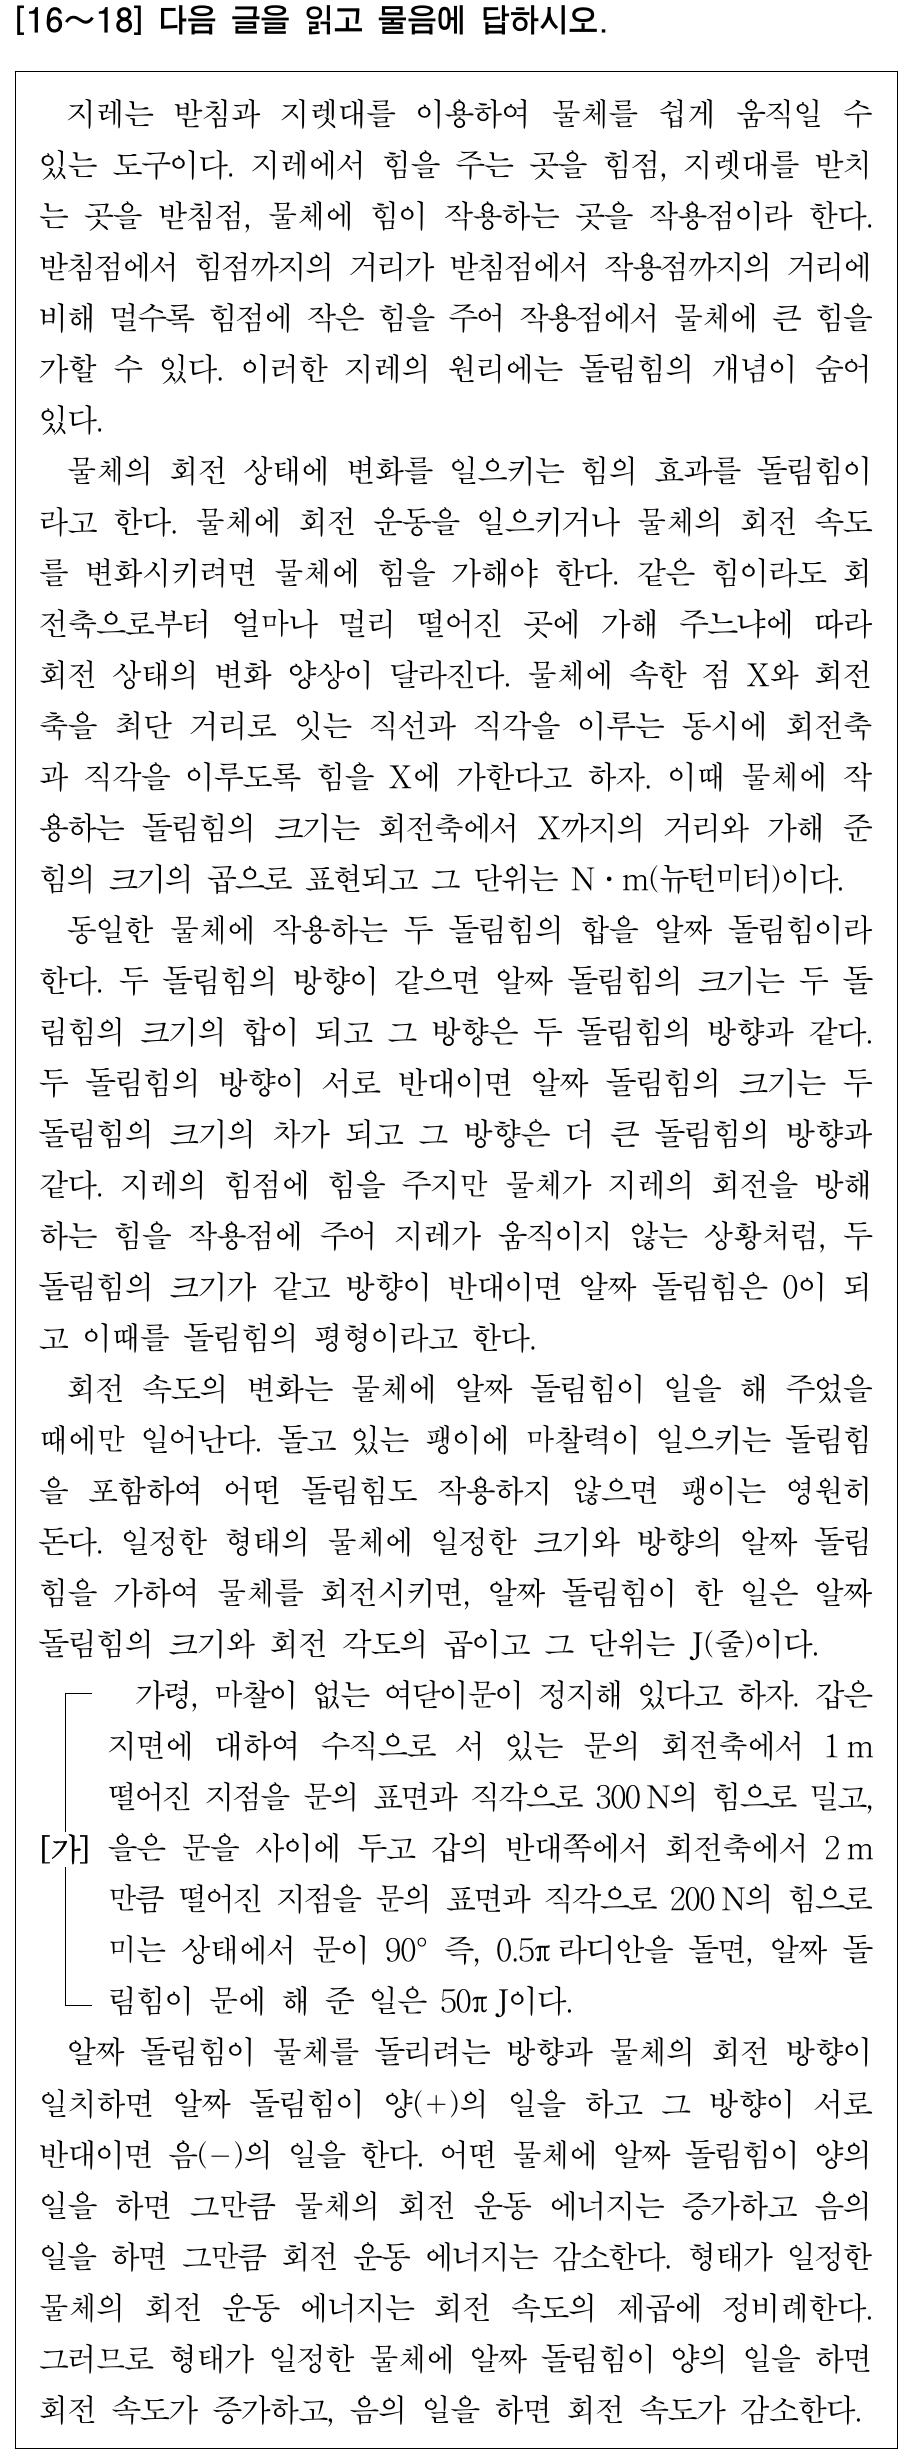 [16～18] 다음 글을 읽고 물음에 답하시오.
지레는 받침과 지렛대를 이용하여 물체를 쉽게 움직일 수
있는 도구이다. 지레에서 힘을 주는 곳을 힘점, 지렛대를 받치
는 곳을 받침점, 물체에 힘이 작용하는 곳을 작용점이라 한다.
받침점에서 힘점까지의 거리가 받침점에서 작용점까지의 거리에
비해 멀수록 힘점에 작은 힘을 주어 작용점에서 물체에 큰 힘을
가할 수 있다. 이러한 지레의 원리에는 돌림힘의 개념이 숨어
있다.
물체의 회전 상태에 변화를 일으키는 힘의 효과를 돌림힘이
라고 한다. 물체에 회전 운동을 일으키거나 물체의 회전 속도
를 변화시키려면 물체에 힘을 가해야 한다. 같은 힘이라도 회
전축으로부터 얼마나 멀리 떨어진 곳에 가해 주느냐에 따라
회전 상태의 변화 양상이 달라진다. 물체에 속한 점 X와 회전
축을 최단 거리로 잇는 직선과 직각을 이루는 동시에 회전축
과 직각을 이루도록 힘을 X에 가한다고 하자. 이때 물체에 작
용하는 돌림힘의 크기는 회전축에서 X까지의 거리와 가해 준
힘의 크기의 곱으로 표현되고 그 단위는 N·m(뉴턴미터)이다.
동일한 물체에 작용하는 두 돌림힘의 합을 알짜 돌림힘이라
한다. 두 돌림힘의 방향이 같으면 알짜 돌림힘의 크기는 두 돌
림힘의 크기의 합이 되고 그 방향은 두 돌림힘의 방향과 같다.
두 돌림힘의 방향이 서로 반대이면 알짜 돌림힘의 크기는 두
돌림힘의 크기의 차가 되고 그 방향은 더 큰 돌림힘의 방향과
같다. 지레의 힘점에 힘을 주지만 물체가 지레의 회전을 방해
하는 힘을 작용점에 주어 지레가 움직이지 않는 상황처럼, 두
돌림힘의 크기가 같고 방향이 반대이면 알짜 돌림힘은 0이 되
고 이때를 돌림힘의 평형이라고 한다.
회전 속도의 변화는 물체에 알짜 돌림힘이 일을 해 주었을
때에만 일어난다. 돌고 있는 팽이에 마찰력이 일으키는 돌림힘
을 포함하여 어떤 돌림힘도 작용하지 않으면 팽이는 영원히
돈다. 일정한 형태의 물체에 일정한 크기와 방향의 알짜 돌림
힘을 가하여 물체를 회전시키면, 알짜 돌림힘이 한 일은 알짜
돌림힘의 크기와 회전 각도의 곱이고 그 단위는 J(줄)이다.
가령, 마찰이 없는 여닫이문이 정지해 있다고 하자. 갑은
지면에 대하여 수직으로 서 있는 문의 회전축에서 1 m
떨어진 지점을 문의 표면과 직각으로 300 N의 힘으로 밀고,
[가] 을은 문을 사이에 두고 갑의 반대쪽에서 회전축에서 2 m
만큼 떨어진 지점을 문의 표면과 직각으로 200 N의 힘으로
미는 상태에서 문이 90° 즉, 0.5π 라디안을 돌면, 알짜 돌
림힘이 문에 해 준 일은 50π J이다.
알짜 돌림힘이 물체를 돌리려는 방향과 물체의 회전 방향이
일치하면 알짜 돌림힘이 양(+)의 일을 하고 그 방향이 서로
반대이면 음(-)의 일을 한다. 어떤 물체에 알짜 돌림힘이 양의
일을 하면 그만큼 물체의 회전 운동 에너지는 증가하고 음의
일을 하면 그만큼 회전 운동 에너지는 감소한다. 형태가 일정한
물체의 회전 운동 에너지는 회전 속도의 제곱에 정비례한다.
그러므로 형태가 일정한 물체에 알짜 돌림힘이 양의 일을 하면
회전 속도가 증가하고, 음의 일을 하면 회전 속도가 감소한다.